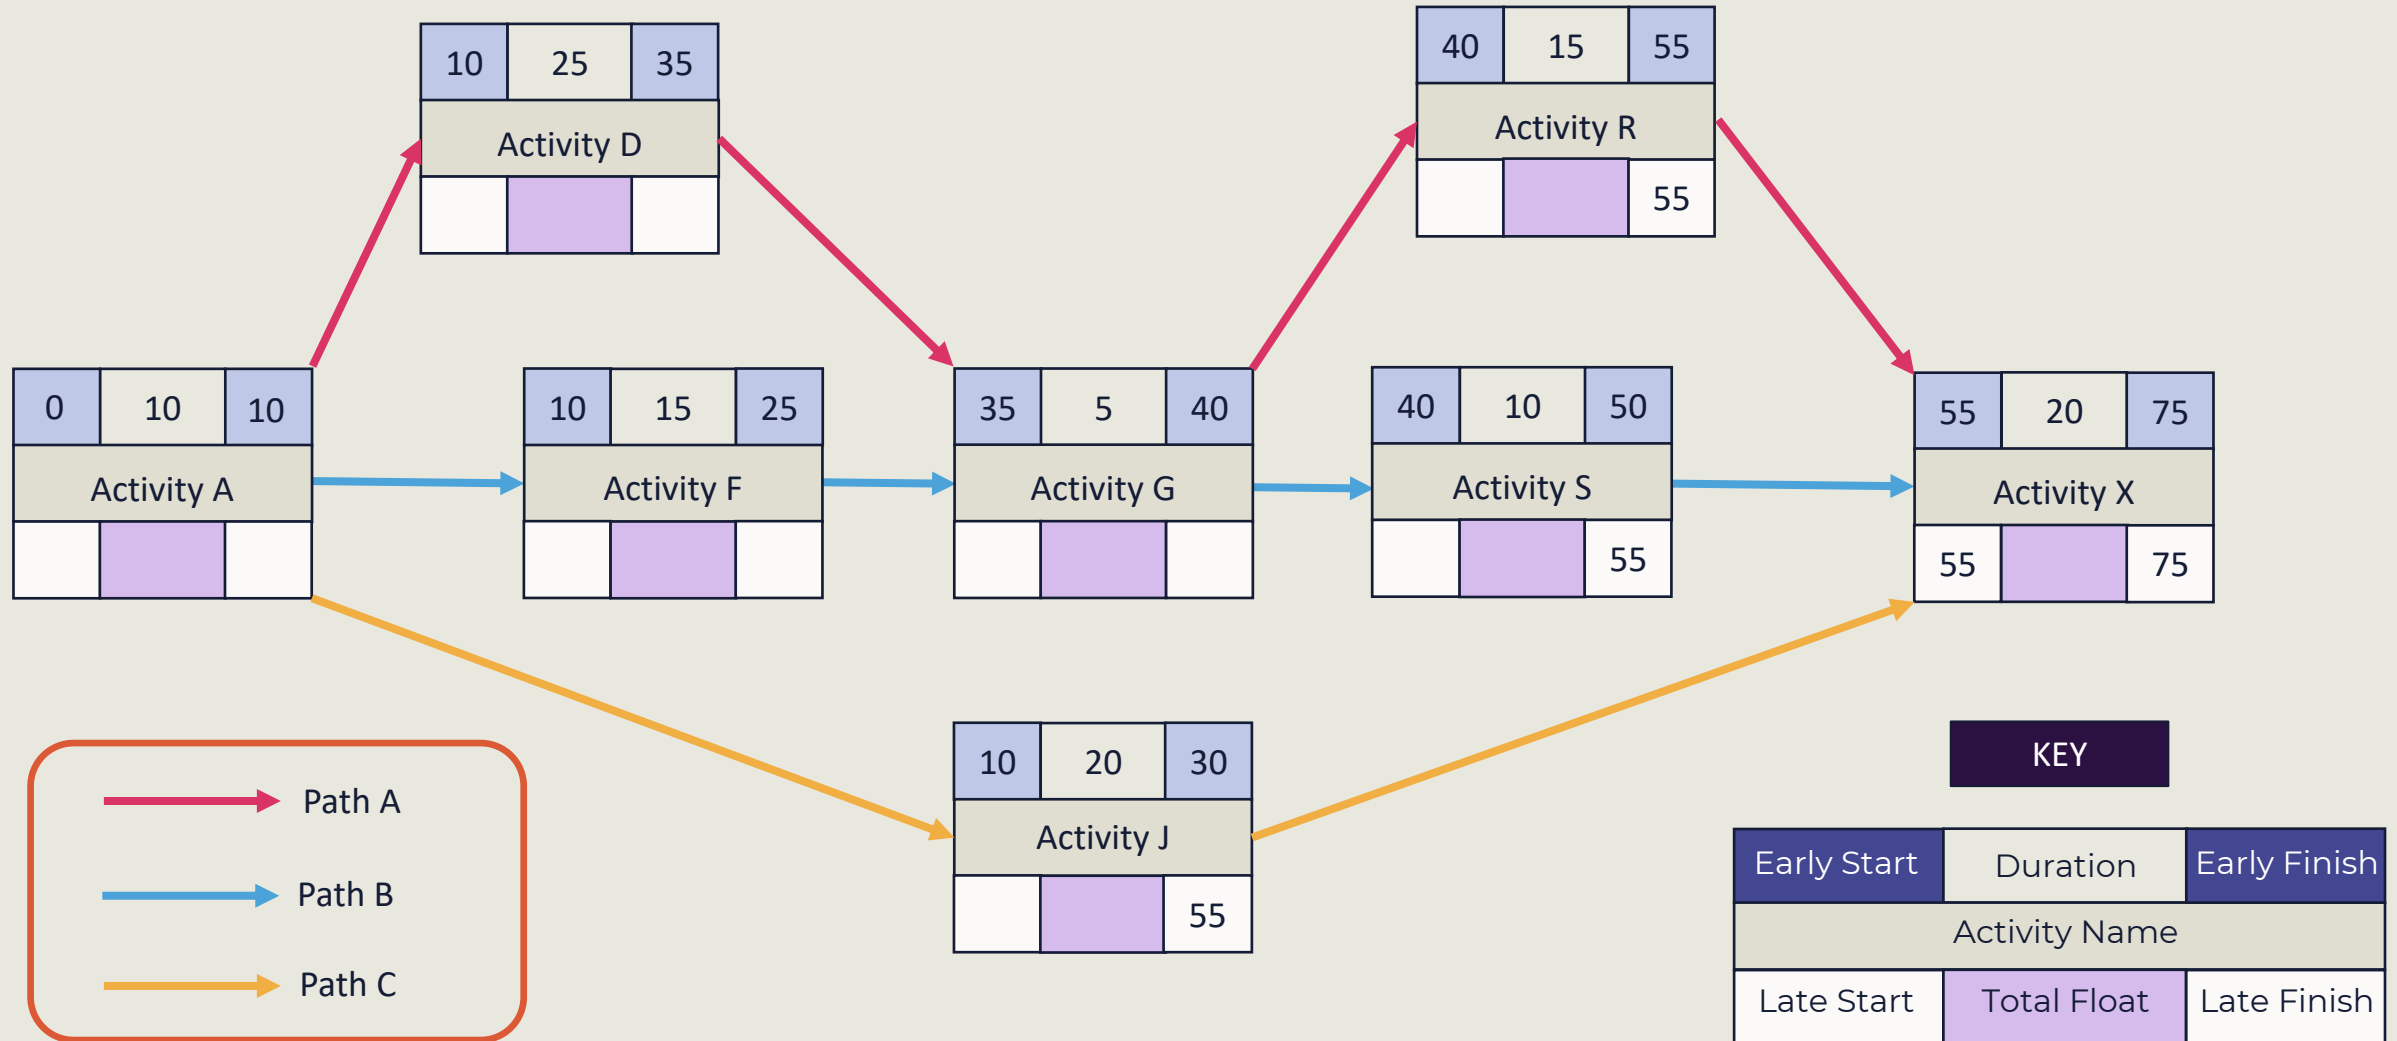 10 25 35
Activity D
40 15 55
Activity R
55
0 10 10
Activity A
10 15 25
Activity F
35 5 40
Activity G
40 10 50
Activity S
55
55 20 75
Activity X
55 75
10 20 30
Activity J
55
Path A
Path B
Path C
KEY
Early Start Duration Early Finish
Activity Name
Late Start Total Float Late Finish